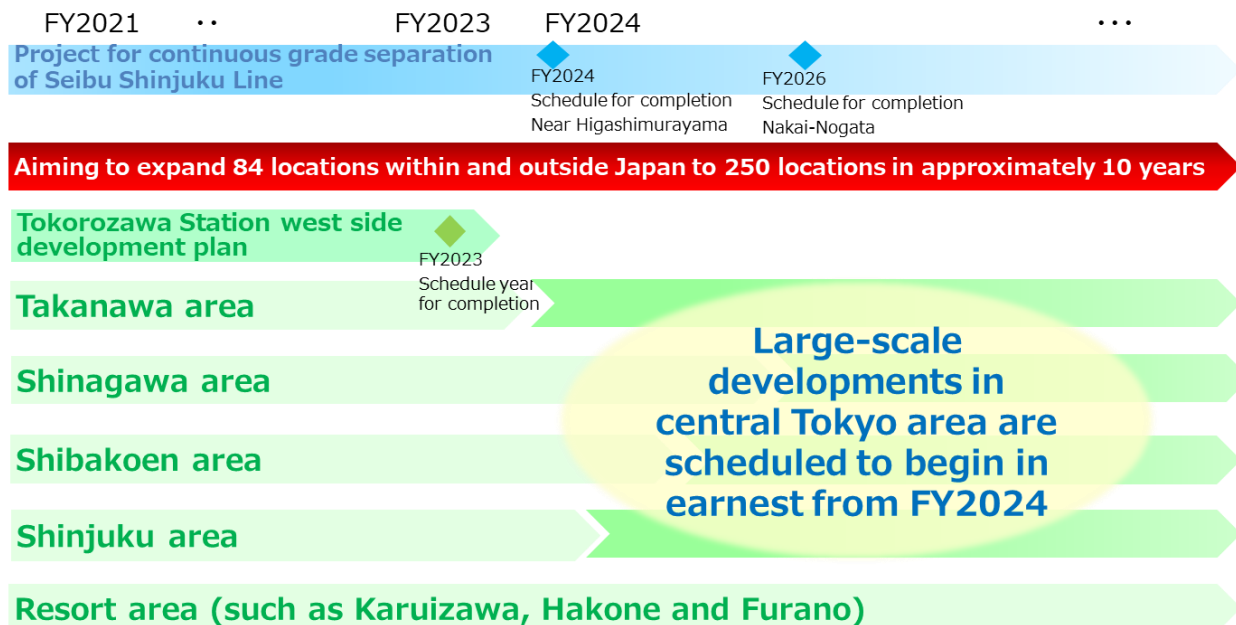 FY2021 ‥ FY2023 FY2024 …
Project for continuous grade separation
of Seibu Shinjuku Line
FY2024
Schedule for completion
Near Higashimurayama
FY2026
Schedule for completion
Nakai-Nogata
Aiming to expand 84 locations within and outside Japan to 250 locations in approximately 10 years
Tokorozawa Station west side
development plan
FY2023
Schedule year
for completion
Takanawa area
Shinagawa area
Shibakoen area
Shinjuku area
Large-scale
developments in
central Tokyo area are
scheduled to begin in
earnest from FY2024
Resort area (such as Karuizawa, Hakone and Furano)